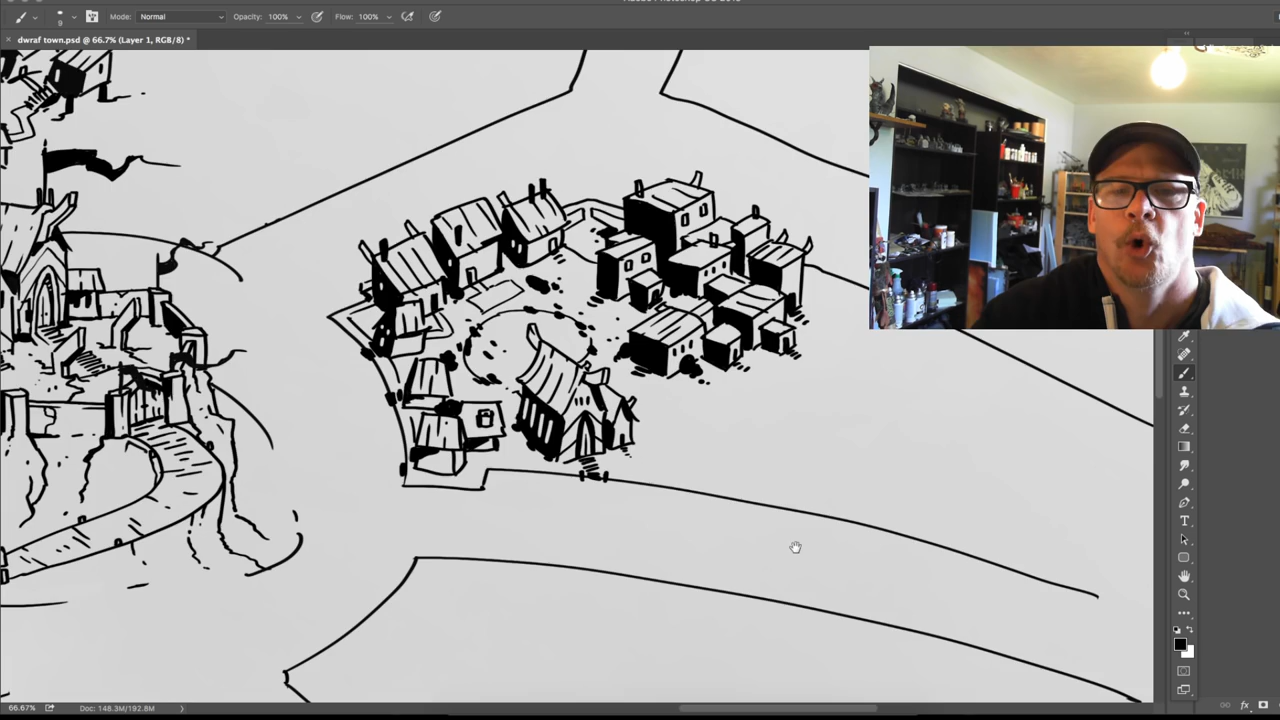 Mode: Normal Opacity: 100% Flow: 100%
dwraf town.psd @ 66.7% (Layer 1, RGB/8) *
66.67% Doc: 148.3M/192.8M